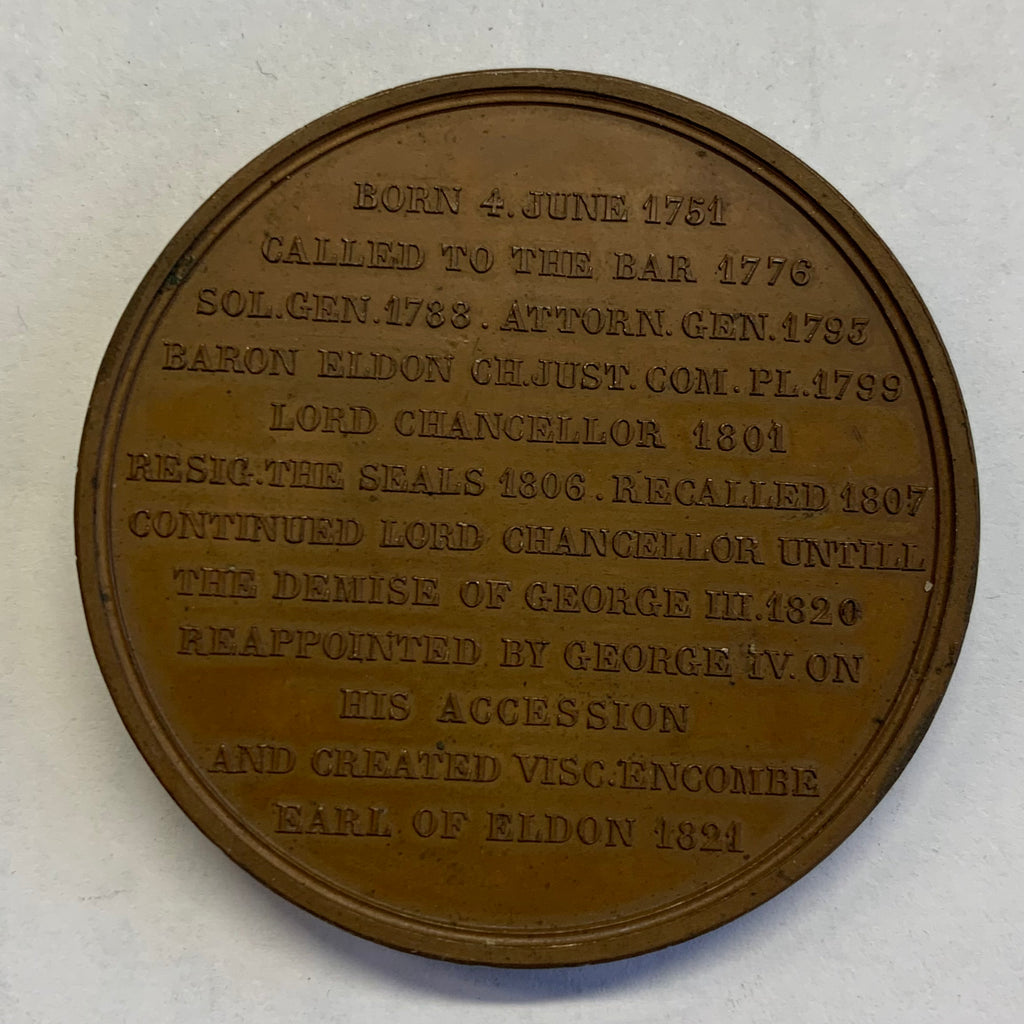 BORN 4. JUNE 1751
CALLED TO THE BAR 1776
SOL.GEN.1788. ATTORN. GEN.1793
BARON ELDON CH.JUST. COM. PL.1799
LORD CHANCELLOR 1801
RESIG.THE SEALS 1806. RECALLED 1807
CONTINUED LORD CHANCELLOR UNTILL
THE DEMISE OF GEORGE III.1820
REAPPOINTED BY GEORGE IV. ON
HIS ACCESSION
AND CREATED VISC.ENCOMBE
EARL OF ELDON 1821